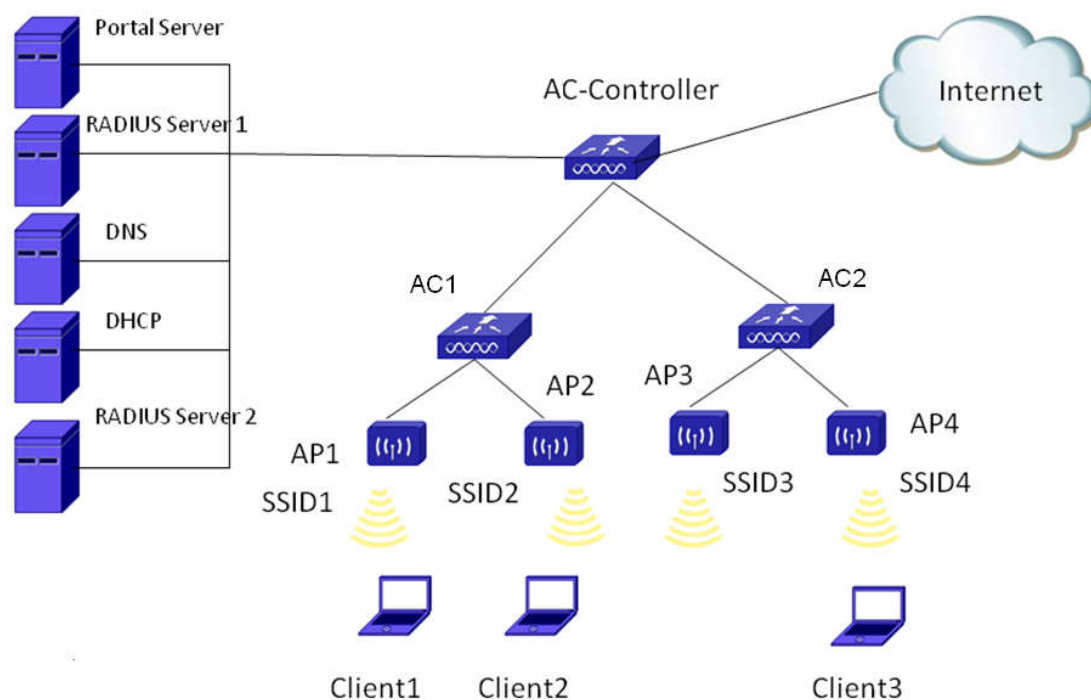 Portal Server
AC-Controller
Internet
RADIUS Server 1
DNS
AC1
AC2
DHCP
AP2
AP3
RADIUS Server 2
AP1
AP4
SSID1
SSID2
SSID3
SSID4
Client1
Client2
Client3